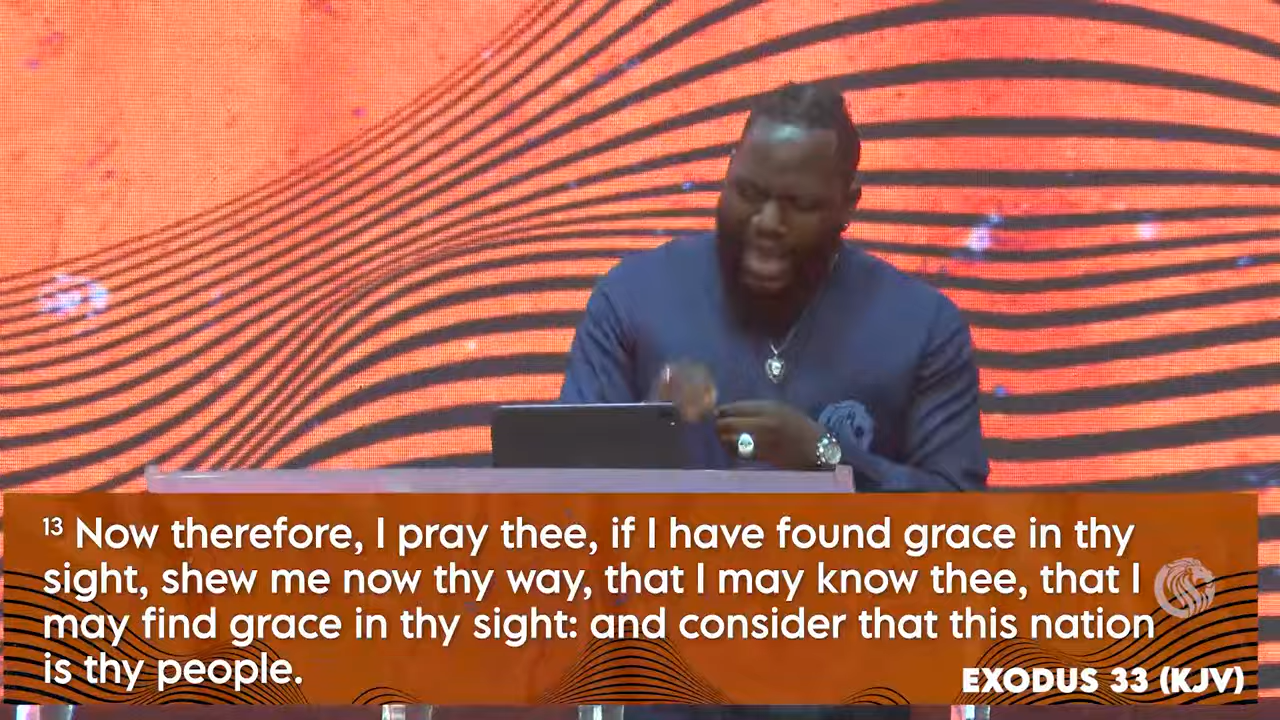 13 Now therefore, I pray thee, if I have found grace in thy
sight, shew me now thy way, that I may know thee, that I
may find grace in thy sight: and consider that this nation
is thy people.
EXODUS 33 (KJV)